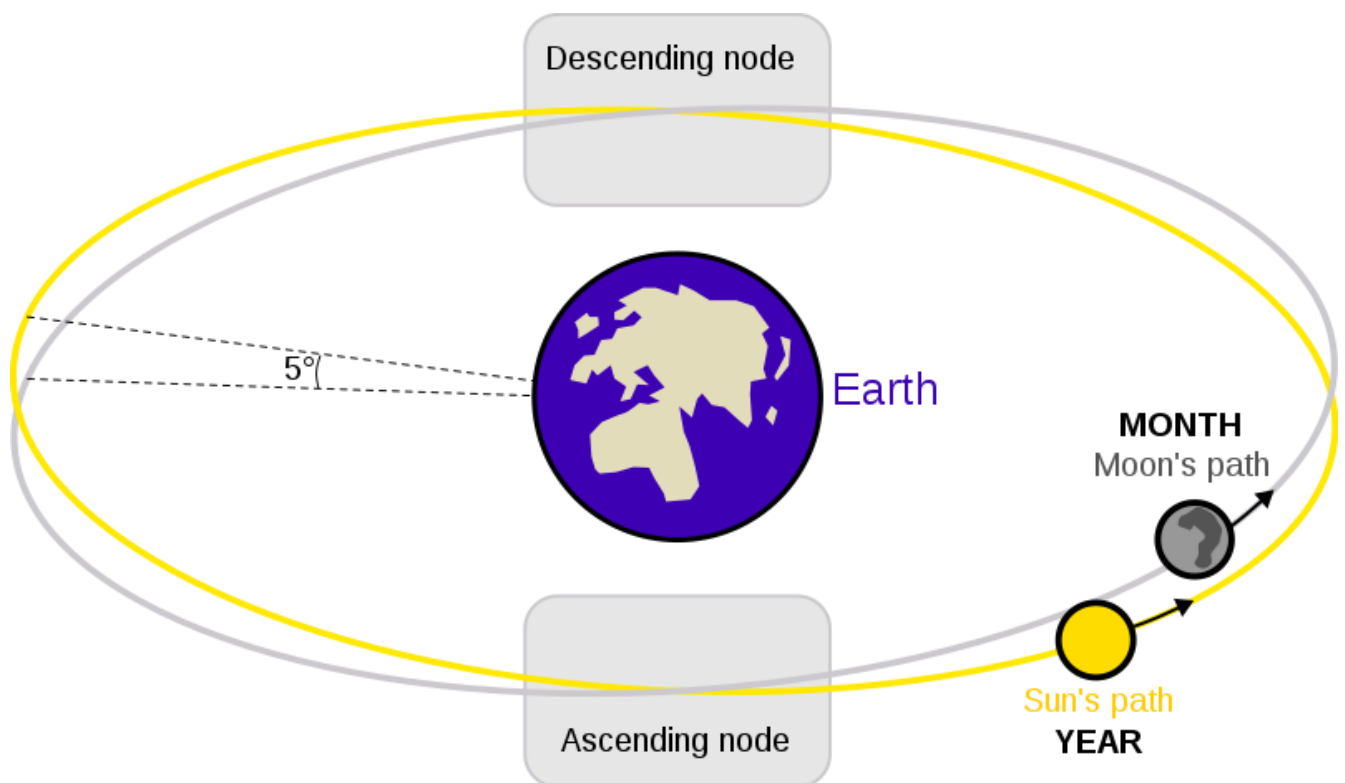 Descending node
5°
Earth
MONTH
Moon's path
Sun's path
YEAR
Ascending node